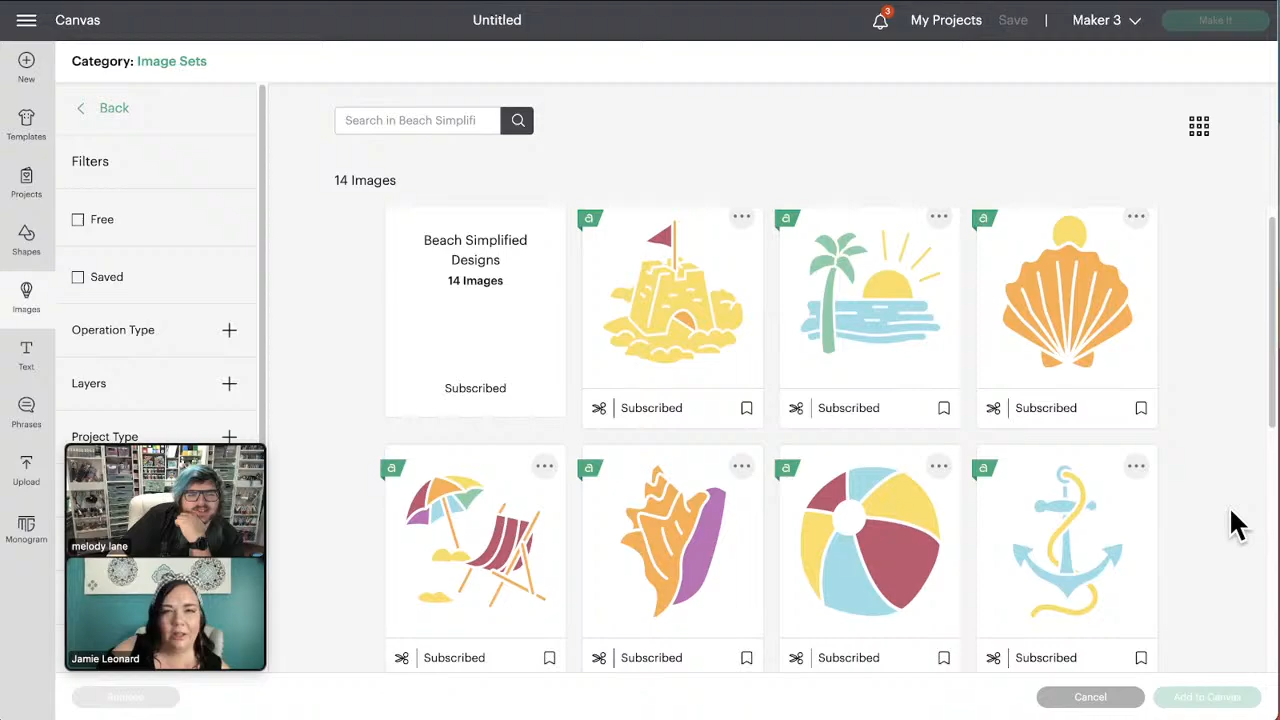 Canvas
Untitled
3
My Projects
Save
|
Maker 3
Make It
New
Templates
Projects
Shapes
Images
Text
Phrases
Upload
Monogram
Category: Image Sets
Back
Filters
Free
Saved
Operation Type
Layers
Project Type
melody lane
Jamie Leonard
Search in Beach Simplifi
14 Images
Beach Simplified
Designs
14 Images
Subscribed
a
Subscribed
a
Subscribed
a
Subscribed
a
Subscribed
a
Subscribed
a
Subscribed
a
Subscribed
Cancel
Add to Canvas